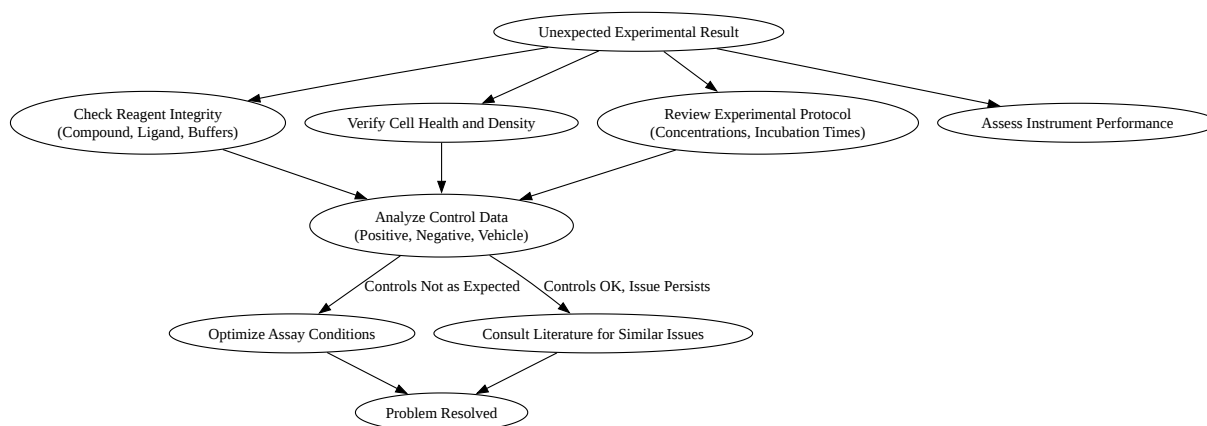 Unexpected Experimental Result
Check Reagent Integrity
(Compound, Ligand, Buffers)
Verify Cell Health and Density
Review Experimental Protocol
(Concentrations, Incubation Times)
Assess Instrument Performance
Analyze Control Data
(Positive, Negative, Vehicle)
Controls Not as Expected
Controls OK, Issue Persists
Optimize Assay Conditions
Consult Literature for Similar Issues
Problem Resolved